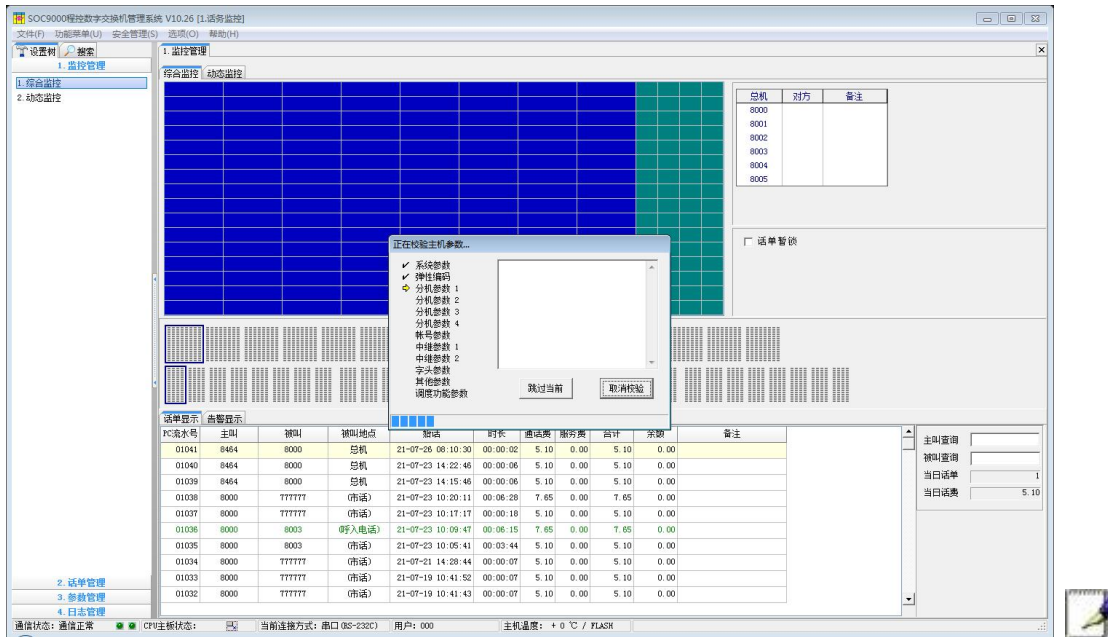 SOC9000程控数字交换机管理系统 V10.26 [1.话务监控]
文件(F) 功能菜单(U) 安全管理(S) 选项(O) 帮助(H)
设置树 搜索
1. 监控管理
1. 综合监控
2. 动态监控
1. 监控管理
综合监控 动态监控
总机 对方 备注
8000
8001
8002
8003
8004
8005
话单暂锁
正在校验主机参数...
系统参数
弹性编码
分机参数 1
分机参数 2
分机参数 3
分机参数 4
帐号参数
中继参数 1
中继参数 2
字头参数
其他参数
调度功能参数
跳过当前 取消校验
话单显示 告警显示
PC流水号 主叫 被叫 被叫地点 时长 通话费 服务费 合计 余额 备注
01041 8464 8000 总机 21-07-26 08:10:30 00:00:02 5.10 0.00 5.10 0.00
01040 8464 8000 总机 21-07-23 14:22:46 00:00:06 5.10 0.00 5.10 0.00
01039 8464 8000 总机 21-07-23 14:15:46 00:00:06 5.10 0.00 5.10 0.00
01038 8000 777777 (市话) 21-07-23 10:20:11 00:06:28 7.65 0.00 7.65 0.00
01037 8000 777777 (市话) 21-07-23 10:17:17 00:00:18 5.10 0.00 5.10 0.00
01036 8000 8003 (呼入电话) 21-07-23 10:09:47 00:06:15 7.65 0.00 7.65 0.00
01035 8000 8003 (市话) 21-07-23 10:05:41 00:03:44 5.10 0.00 5.10 0.00
01034 8000 777777 (市话) 21-07-21 14:28:44 00:00:07 5.10 0.00 5.10 0.00
01033 8000 777777 (市话) 21-07-19 10:41:52 00:00:07 5.10 0.00 5.10 0.00
01032 8000 777777 (市话) 21-07-19 10:41:43 00:00:07 5.10 0.00 5.10 0.00
主叫查询
被叫查询
当日话单 1
当日话费 5.10
2. 话单管理
3. 参数管理
4. 日志管理
通信状态: 通信正常 CPU主板状态: 当前连接方式: 串口(RS-232C) 用户: 000 主机温度: + 0 ℃ / FLASH